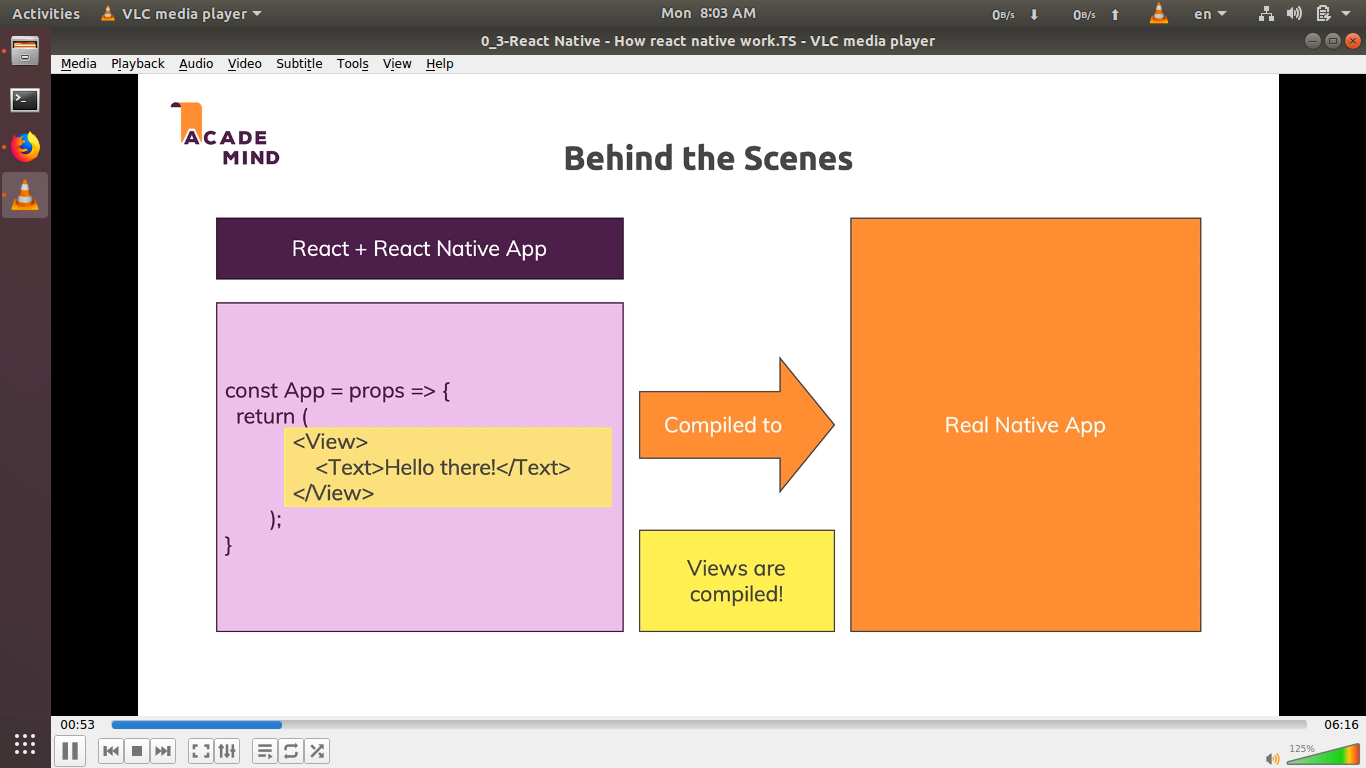 Activities VLC media player Mon 8:03 AM 0B/s 0B/s en
0_3-React Native - How react native work.TS - VLC media player
Media Playback Audio Video Subtitle Tools View Help
ACADE
MIND
Behind the Scenes
React + React Native App
const App = props => {
return (
<View>
<Text>Hello there!</Text>
</View>
);
}
Compiled to
Views are
compiled!
Real Native App
00:53 06:16
125%